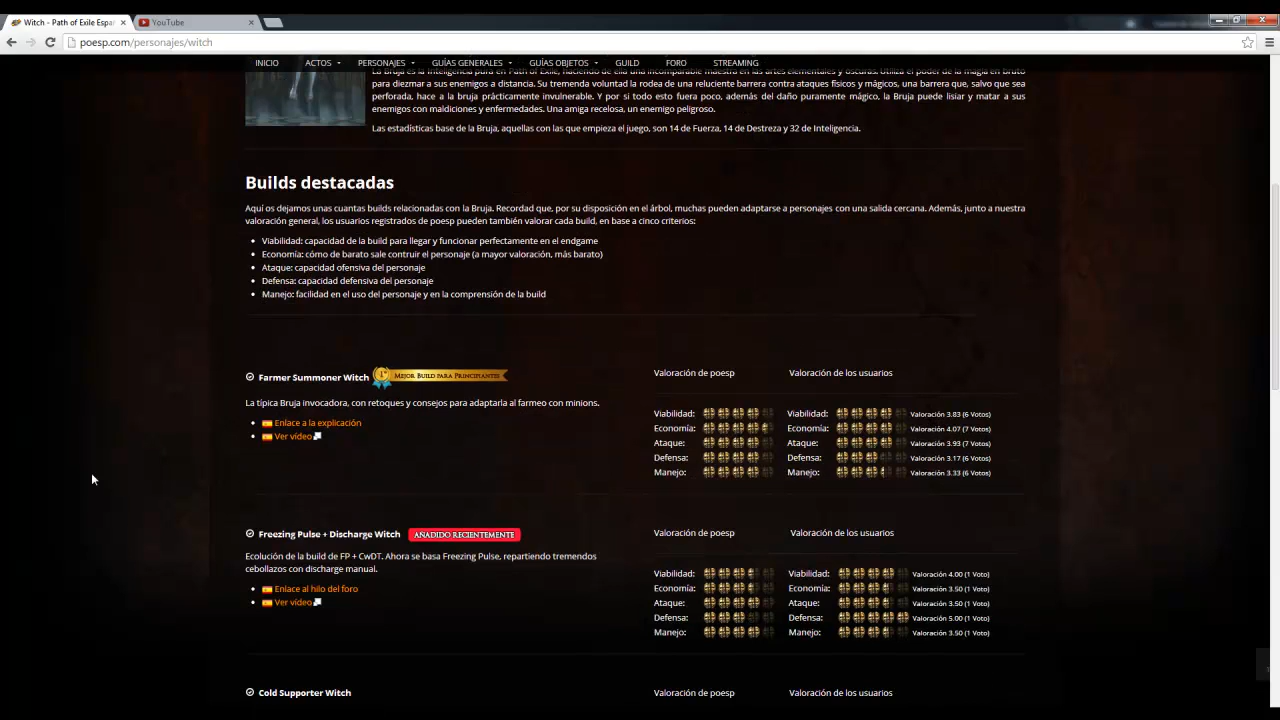 Witch - Path of Exile Espa
YouTube
poesp.com/personajes/witch
INICIO ACTOS PERSONAJES GUÍAS GENERALES GUÍAS OBJETOS GUILD FORO STREAMING
La Bruja es la Inteligencia pura en Path of Exile, haciendo de ella una incomparable maestra en las artes elementales y oscuras. Utiliza el poder de la magia en bruto
para diezmar a sus enemigos a distancia. Su tremenda voluntad la rodea de una reluciente barrera contra ataques físicos y mágicos, una barrera que, salvo que sea
perforada, hace a la bruja prácticamente invulnerable. Y por si todo esto fuera poco, además del daño puramente mágico, la Bruja puede lisiar y matar a sus
enemigos con maldiciones y enfermedades. Una amiga recelosa, un enemigo peligroso.
Las estadísticas base de la Bruja, aquellas con las que empieza el juego, son 14 de Fuerza, 14 de Destreza y 32 de Inteligencia.
Builds destacadas
Aquí os dejamos unas cuantas builds relacionadas con la Bruja. Recordad que, por su disposición en el árbol, muchas pueden adaptarse a personajes con una salida cercana. Además, junto a nuestra
valoración general, los usuarios registrados de poesp pueden también valorar cada build, en base a cinco criterios:
Viabilidad: capacidad de la build para llegar y funcionar perfectamente en el endgame
Economía: cómo de barato sale contruir el personaje (a mayor valoración, más barato)
Ataque: capacidad ofensiva del personaje
Defensa: capacidad defensiva del personaje
Manejo: facilidad en el uso del personaje y en la comprensión de la build
Farmer Summoner Witch MEJOR BUILD PARA PRINCIPIANTES
Valoración de poesp Valoración de los usuarios
La típica Bruja invocadora, con retoques y consejos para adaptarla al farmeo con minions.
Enlace a la explicación
Ver vídeo
Viabilidad: Viabilidad: Valoración 3.83 (6 Votos)
Economía: Economía: Valoración 4.07 (7 Votos)
Ataque: Ataque: Valoración 3.93 (7 Votos)
Defensa: Defensa: Valoración 3.17 (6 Votos)
Manejo: Manejo: Valoración 3.33 (6 Votos)
Freezing Pulse + Discharge Witch AÑADIDO RECIENTEMENTE
Valoración de poesp Valoración de los usuarios
Ecolución de la build de FP + CwDT. Ahora se basa Freezing Pulse, repartiendo tremendos
cebollazos con discharge manual.
Enlace al hilo del foro
Ver vídeo
Viabilidad: Viabilidad: Valoración 4.00 (1 Voto)
Economía: Economía: Valoración 3.50 (1 Voto)
Ataque: Ataque: Valoración 3.50 (1 Voto)
Defensa: Defensa: Valoración 5.00 (1 Voto)
Manejo: Manejo: Valoración 3.50 (1 Voto)
Cold Supporter Witch
Valoración de poesp Valoración de los usuarios